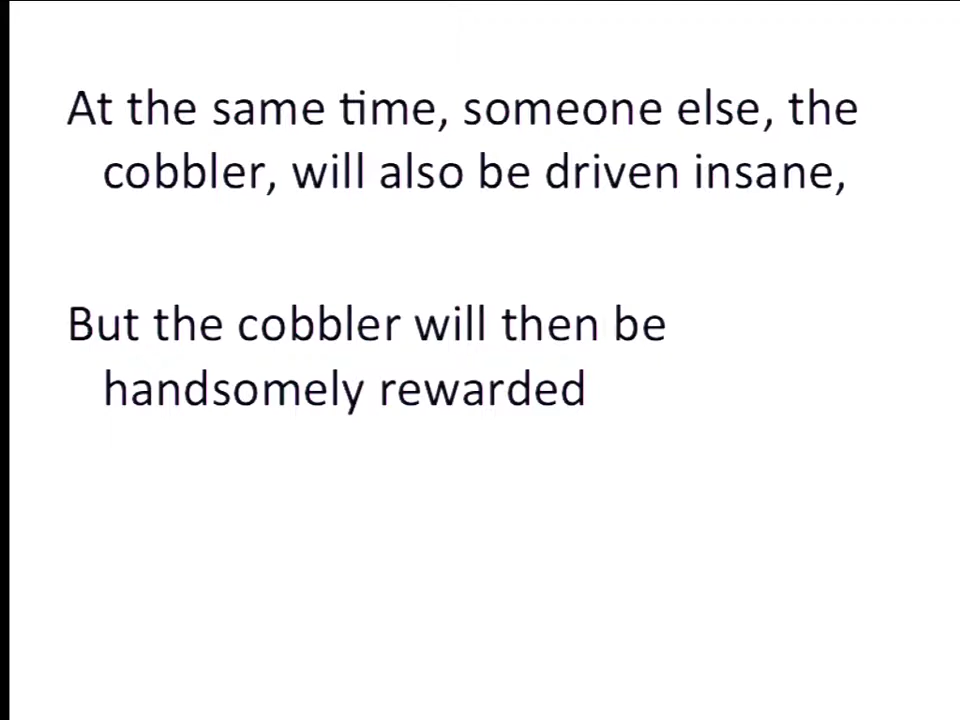 At the same time, someone else, the
cobbler, will also be driven insane,
But the cobbler will then be
handsomely rewarded